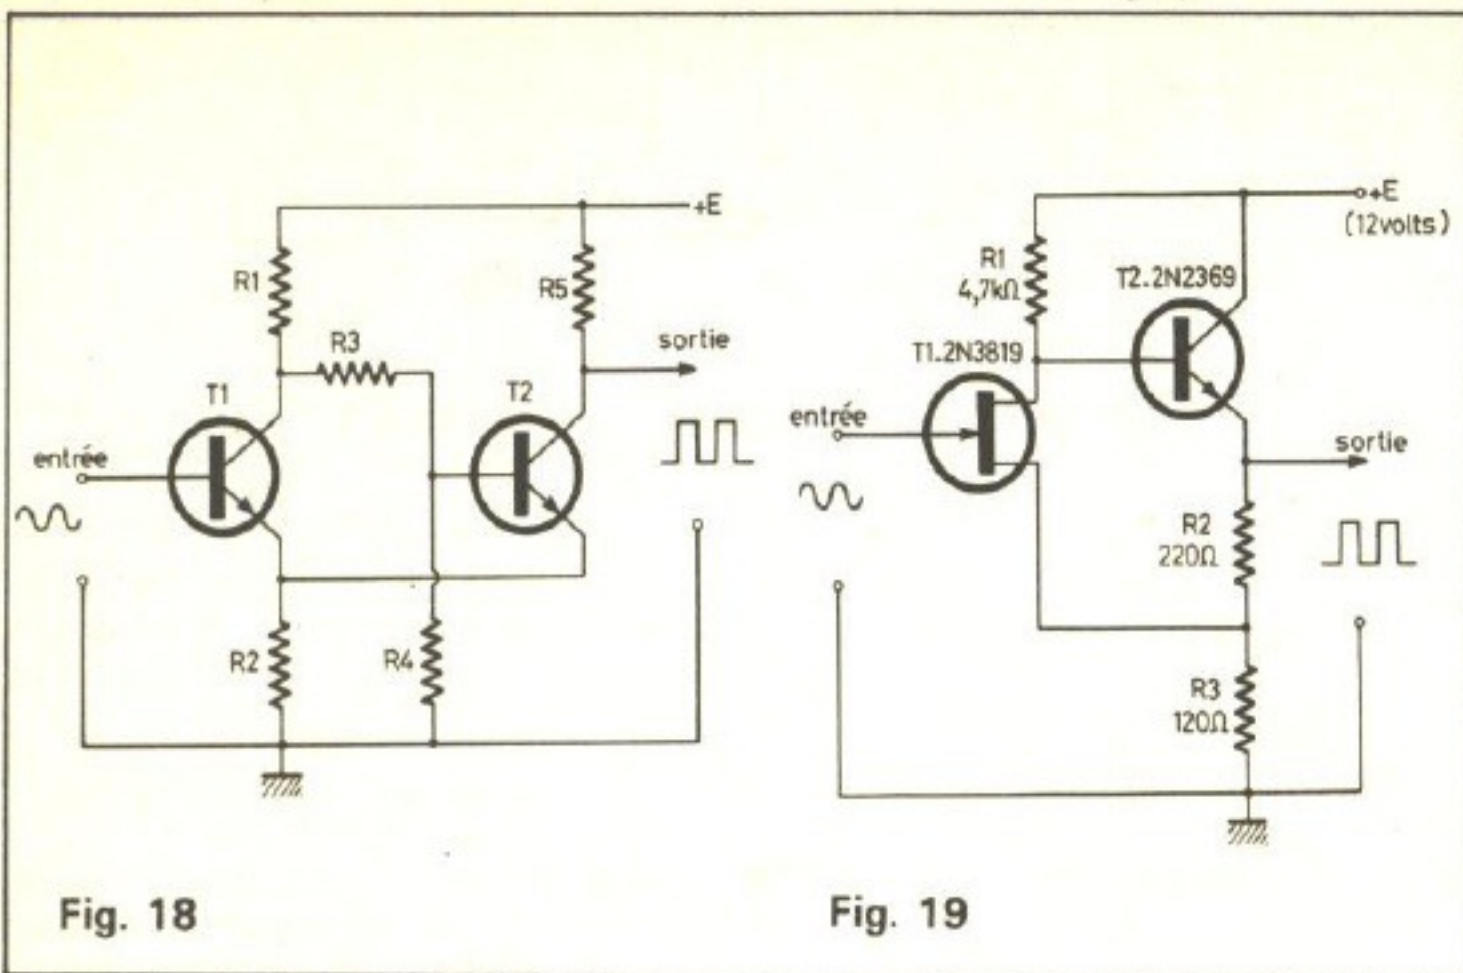 +E
R1
R5
R3
sortie
T1
T2
entrée
R2
R4
Fig. 18
+E
(12volts)
R1
4,7kΩ
T2.2N2369
T1.2N3819
entrée
sortie
R2
220Ω
R3
120Ω
Fig. 19